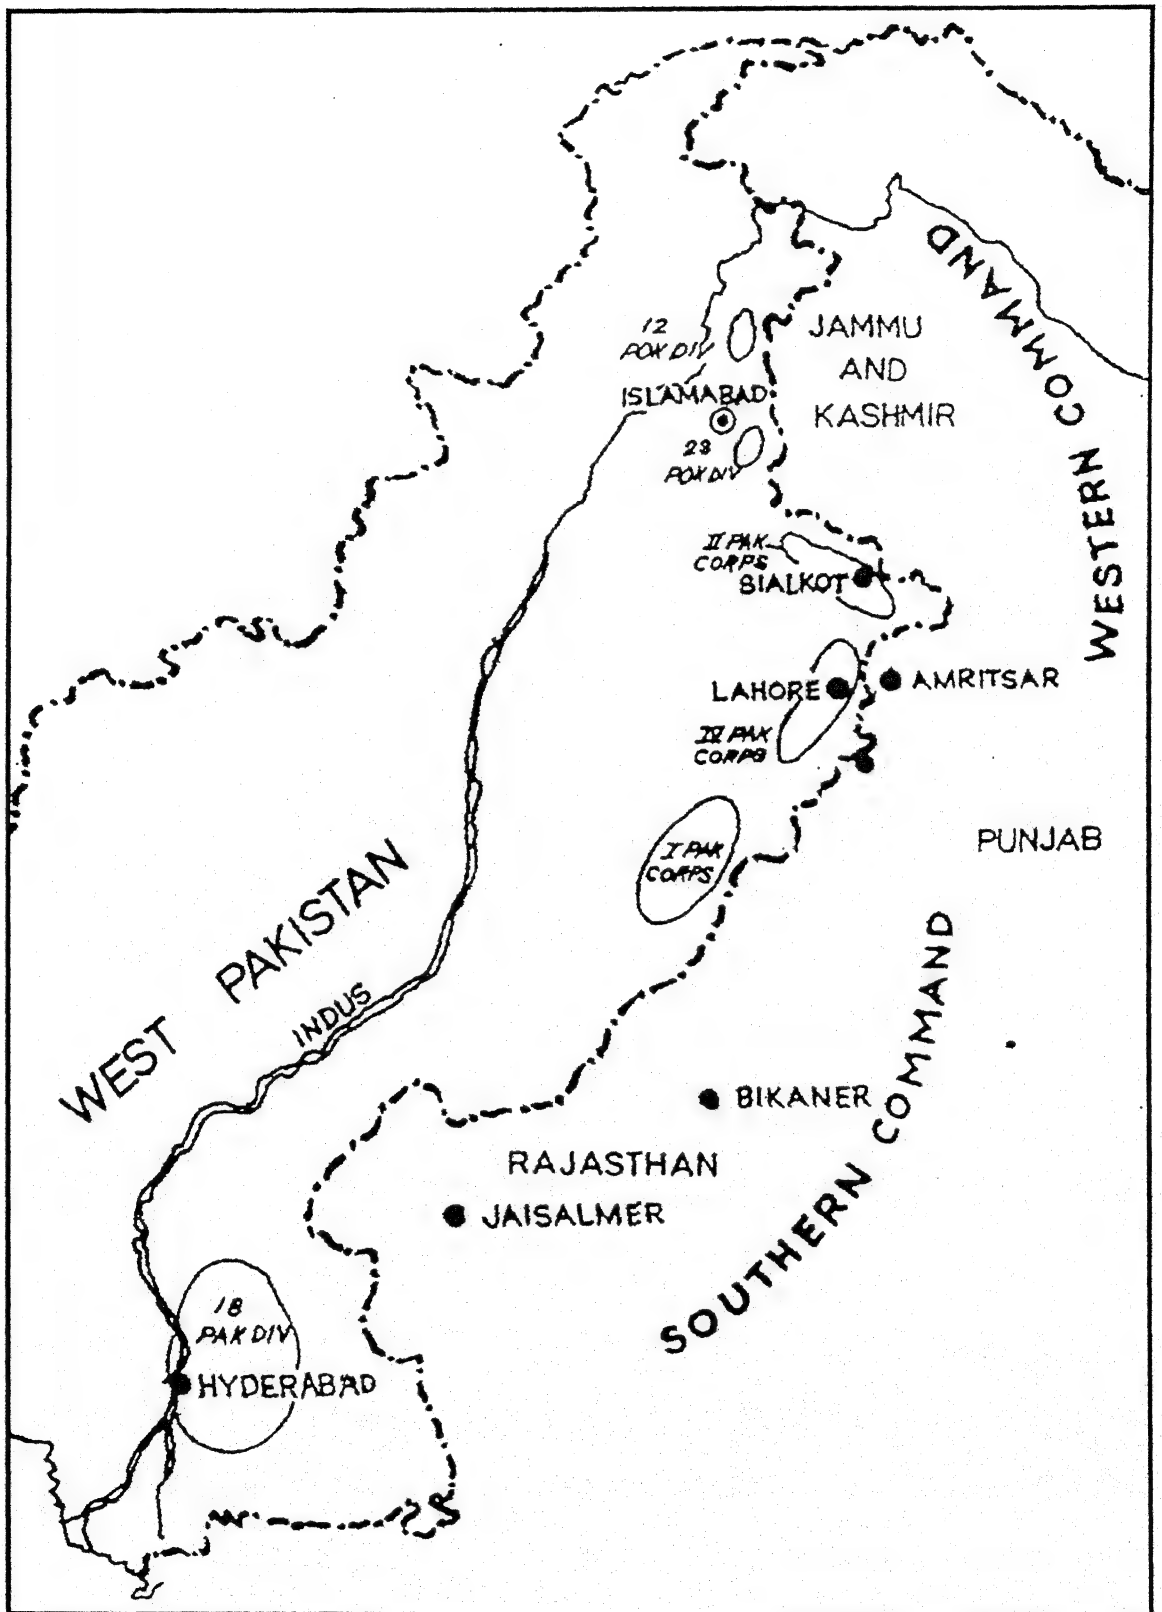 WESTERN COMMAND
JAMMU
AND
KASHMIR
12
POK DIV
ISLAMABAD
23
POK DIV
II PAK
CORPS
SIALKOT
LAHORE
AMRITSAR
IV PAK
CORPS
PUNJAB
I PAK
CORPS
WEST PAKISTAN
INDUS
SOUTHERN COMMAND
BIKANER
RAJASTHAN
JAISALMER
18
PAK DIV
HYDERABAD